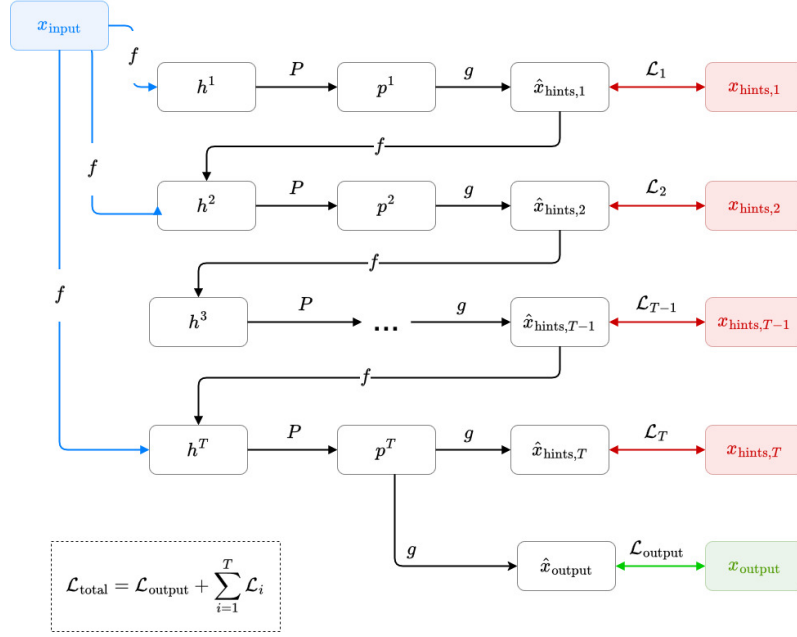 x_input
f
h^1
P
p^1
g
x̂_hints,1
ℒ_1
x_hints,1
f
f
h^2
P
p^2
g
x̂_hints,2
ℒ_2
x_hints,2
f
f
h^3
P
...
g
x̂_hints,T−1
ℒ_T−1
x_hints,T−1
f
h^T
P
p^T
g
x̂_hints,T
ℒ_T
x_hints,T
g
x̂_output
ℒ_output
x_output
ℒ_total = ℒ_output + ∑_{i=1}^{T} ℒ_i